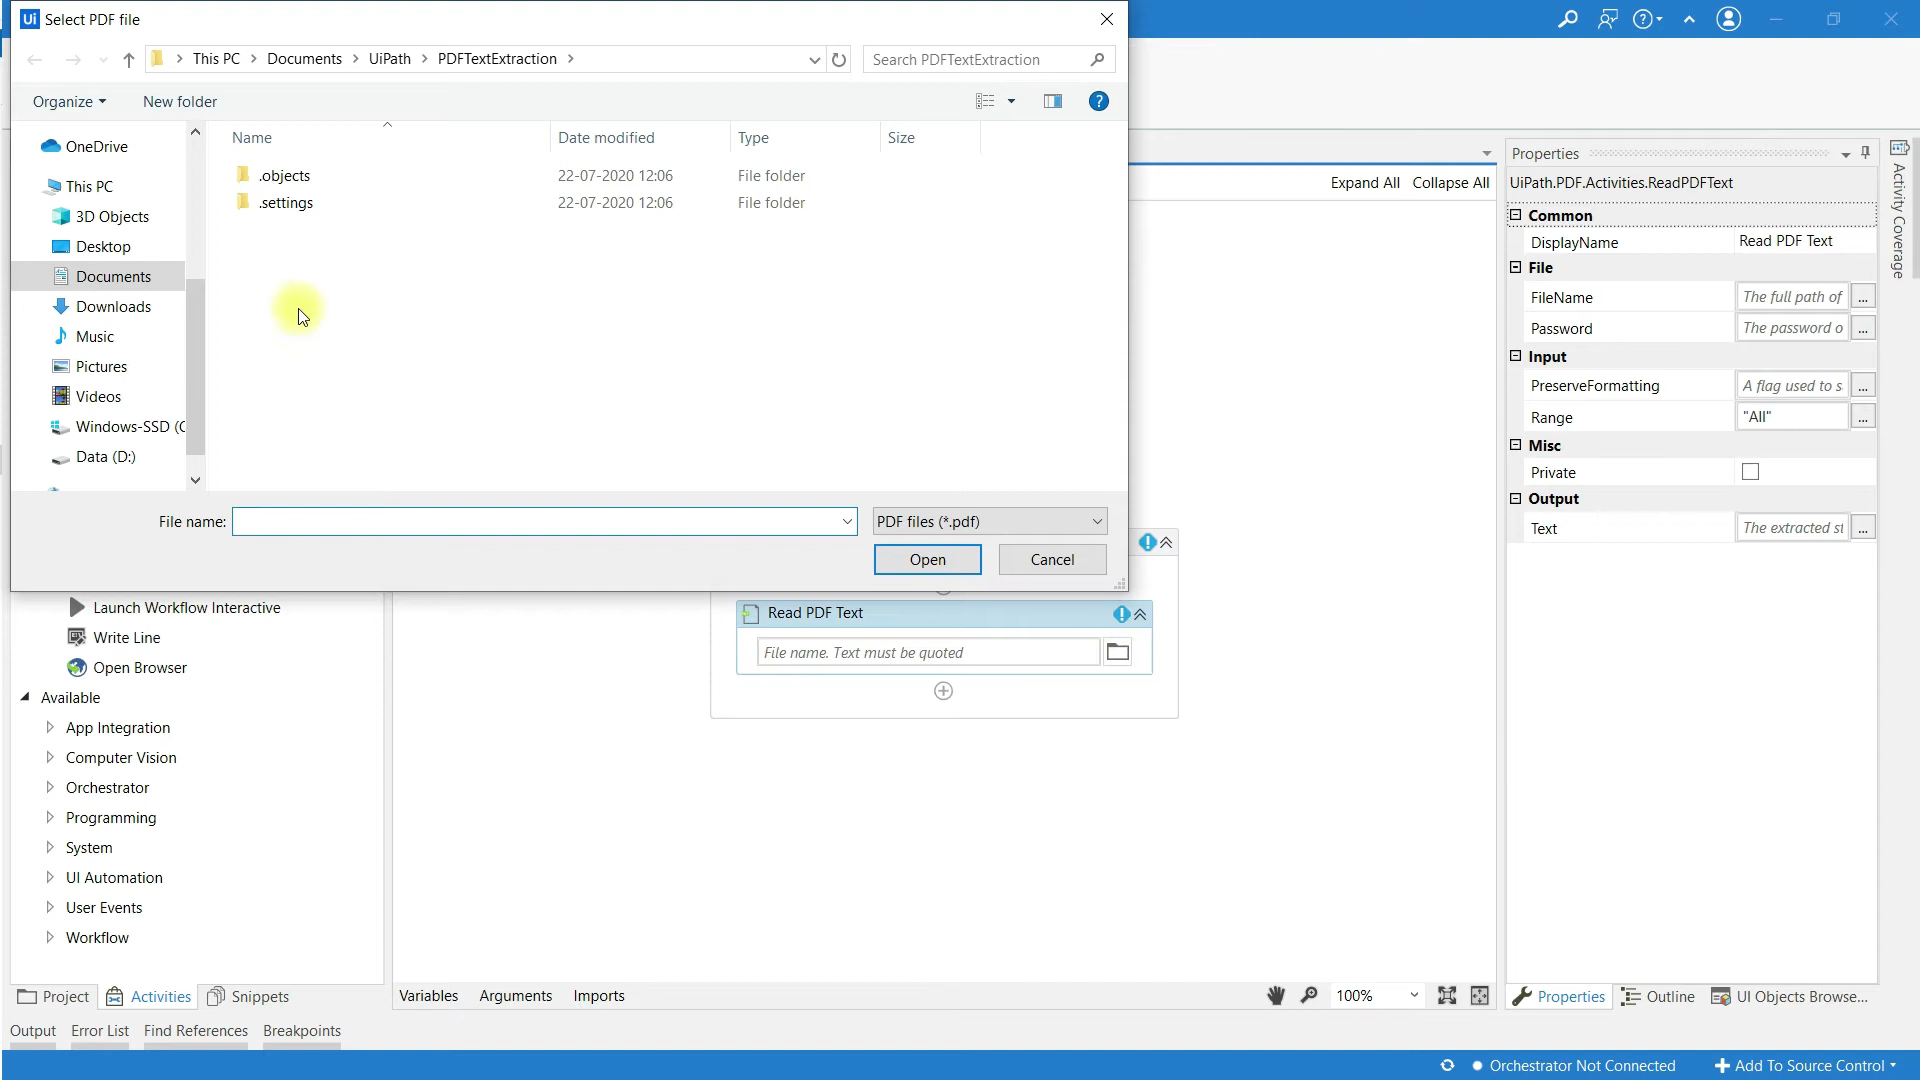 Ui Select PDF file
This PC > Documents > UiPath > PDFTextExtraction >
Search PDFTextExtraction
Organize
New folder
OneDrive
This PC
3D Objects
Desktop
Documents
Downloads
Music
Pictures
Videos
Windows-SSD (C
Data (D:)
Name Date modified Type Size
.objects 22-07-2020 12:06 File folder
.settings 22-07-2020 12:06 File folder
File name:
PDF files (*.pdf)
Open Cancel
Launch Workflow Interactive
Write Line
Open Browser
Available
App Integration
Computer Vision
Orchestrator
Programming
System
UI Automation
User Events
Workflow
Project Activities Snippets
Output Error List Find References Breakpoints
Expand All Collapse All
Read PDF Text
File name. Text must be quoted
Variables Arguments Imports
100%
Properties
UiPath.PDF.Activities.ReadPDFText
Common
DisplayName Read PDF Text
File
FileName The full path of ...
Password The password o ...
Input
PreserveFormatting A flag used to s ...
Range "All" ...
Misc
Private
Output
Text The extracted st ...
Activity Coverage
Properties Outline UI Objects Browse...
Orchestrator Not Connected
Add To Source Control